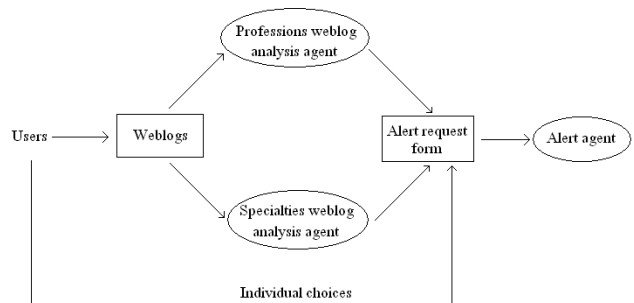 Professions weblog
analysis agent
Users
Weblogs
Alert request
form
Alert agent
Specialties weblog
analysis agent
Individual choices